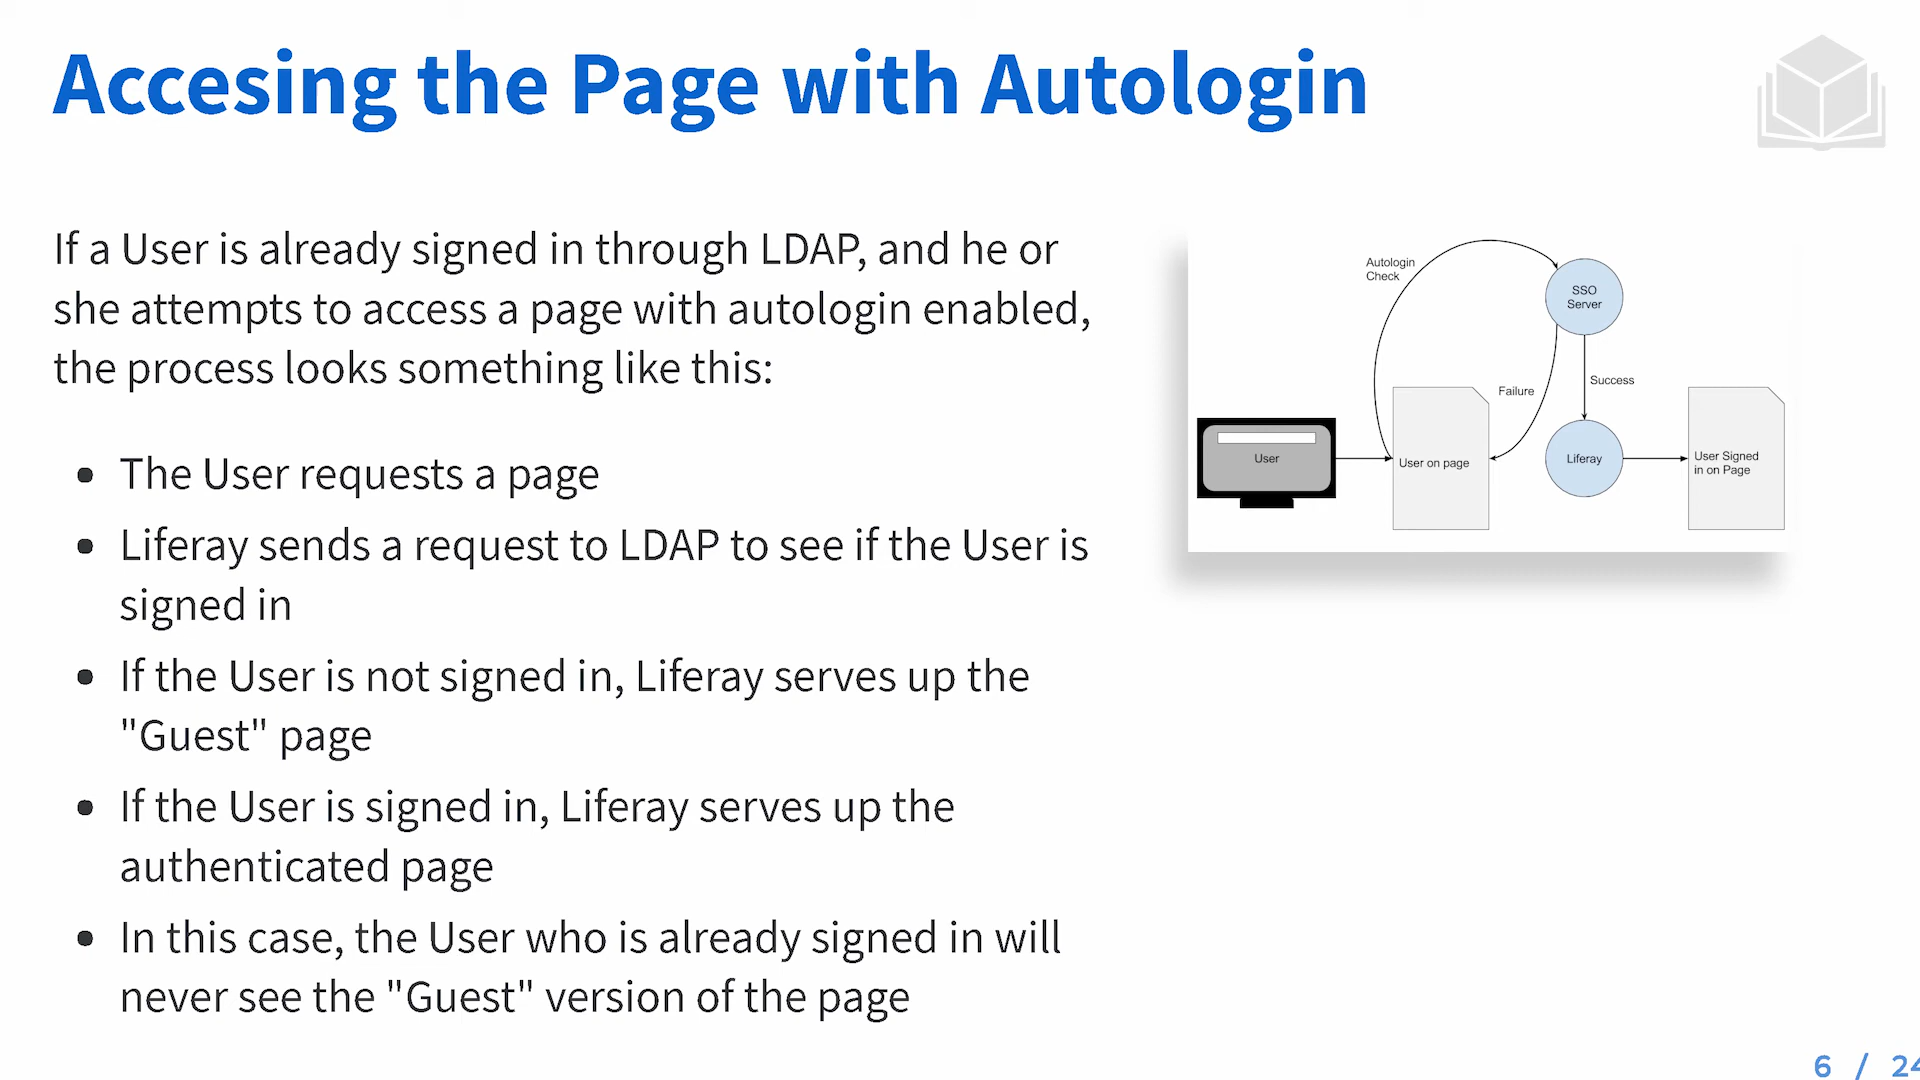 Accesing the Page with Autologin
If a User is already signed in through LDAP, and he or
she attempts to access a page with autologin enabled,
the process looks something like this:
• The User requests a page
• Liferay sends a request to LDAP to see if the User is
signed in
• If the User is not signed in, Liferay serves up the
"Guest" page
• If the User is signed in, Liferay serves up the
authenticated page
• In this case, the User who is already signed in will
never see the "Guest" version of the page
Autologin
Check
SSO
Server
Failure
Success
User
User on page
Liferay
User Signed
in on Page
6 / 24